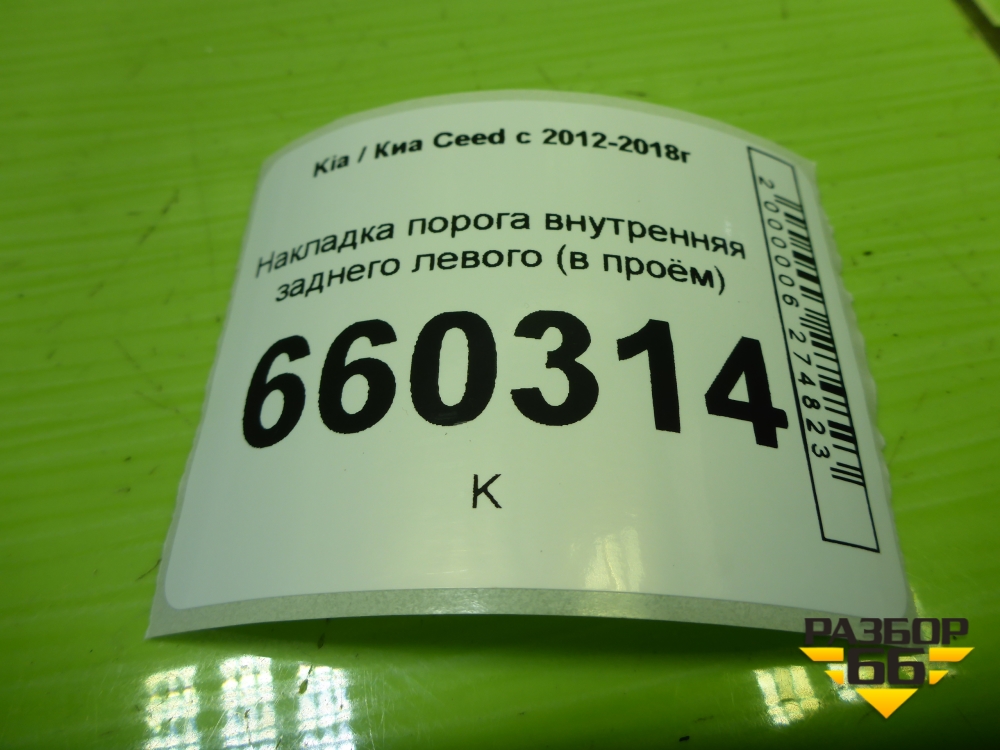 Kia / Киа Ceed с 2012-2018г
Накладка порога внутренняя
заднего левого (в проём)
660314
К
2000006274823
РАЗБОР
66